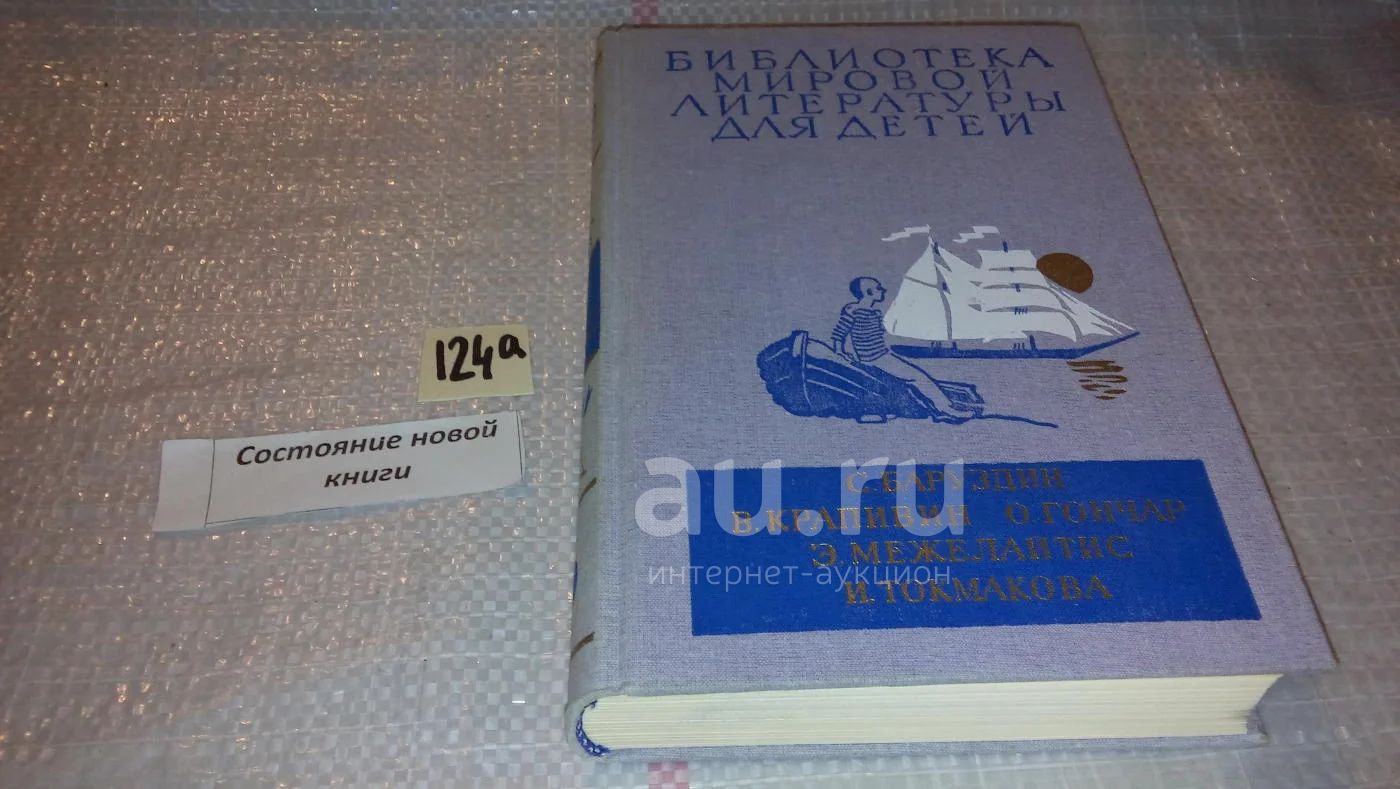 БИБЛИОТЕКА
МИРОВОЙ
ЛИТЕРАТУРЫ
ДЛЯ ДЕТЕЙ
124а
Состояние новой
книги
С. БАРУЗДИН
В. КРАПИВИН О. ГОНЧАР
Э. МЕЖЕЛАЙТИС
И. ТОКМАКОВА
au.ru
интернет-аукцион